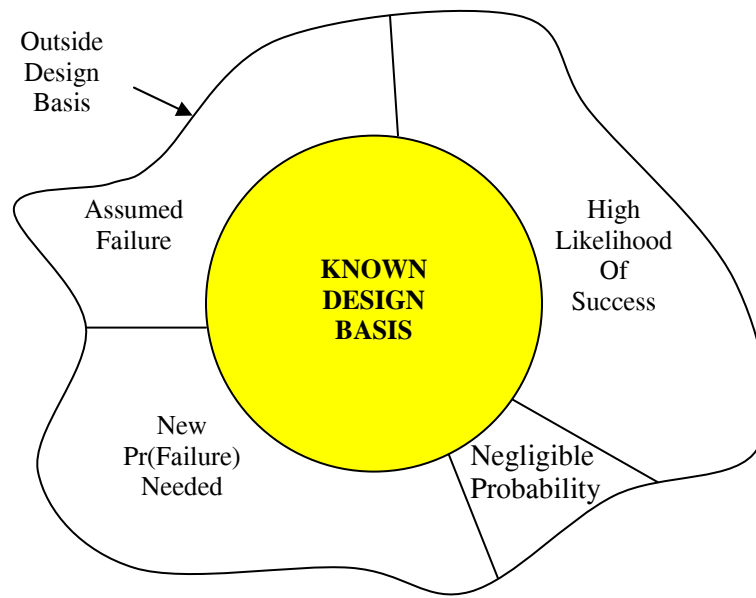 Outside
Design
Basis
Assumed
Failure
High
Likelihood
Of
Success
KNOWN
DESIGN
BASIS
New
Pr(Failure)
Needed
Negligible
Probability